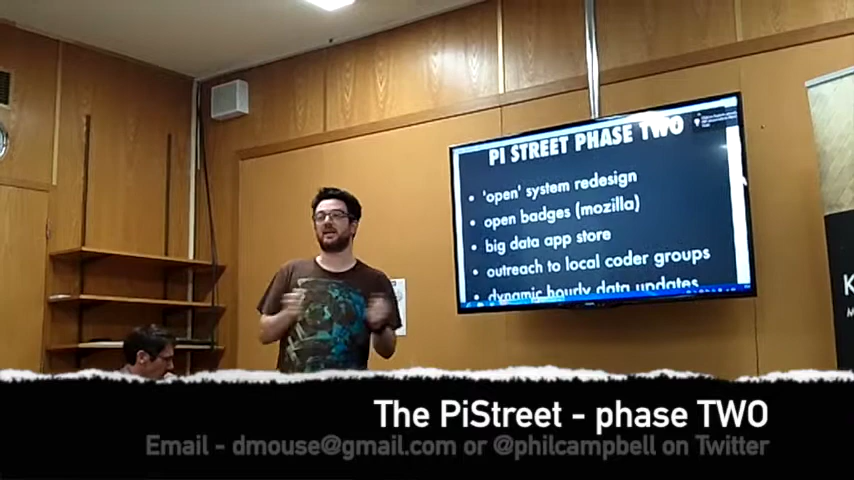 PI STREET PHASE TWO
• 'open' system redesign
• open badges (mozilla)
• big data app store
• outreach to local coder groups
• dynamic hourly data updates
K
The PiStreet - phase TWO
Email - dmouse@gmail.com or @philcampbell on Twitter